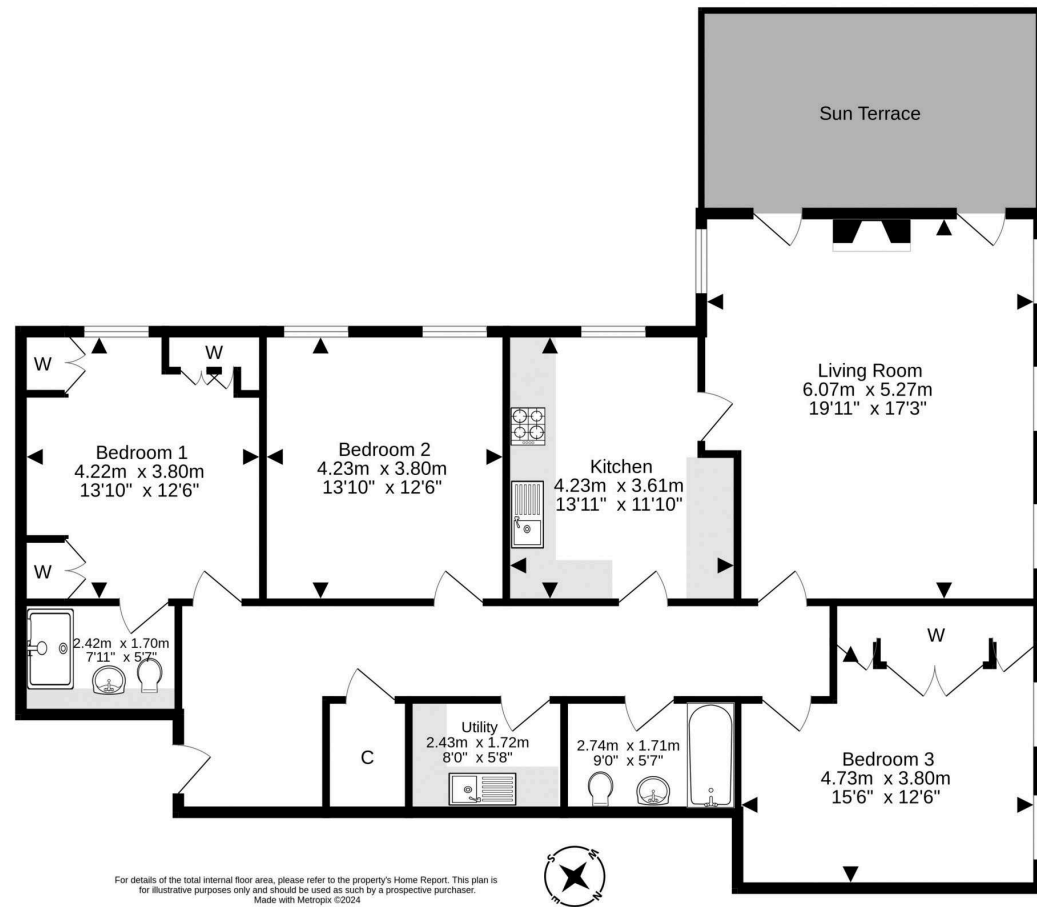 Sun Terrace
W
W
Living Room
6.07m x 5.27m
19'11" x 17'3"
Bedroom 1
4.22m x 3.80m
13'10" x 12'6"
Bedroom 2
4.23m x 3.80m
13'10" x 12'6"
Kitchen
4.23m x 3.61m
13'11" x 11'10"
W
2.42m x 1.70m
7'11" x 5'7"
W
C
Utility
2.43m x 1.72m
8'0" x 5'8"
2.74m x 1.71m
9'0" x 5'7"
Bedroom 3
4.73m x 3.80m
15'6" x 12'6"
S
W
E
N
For details of the total internal floor area, please refer to the property's Home Report. This plan is
for illustrative purposes only and should be used as such by a prospective purchaser.
Made with Metropix ©2024